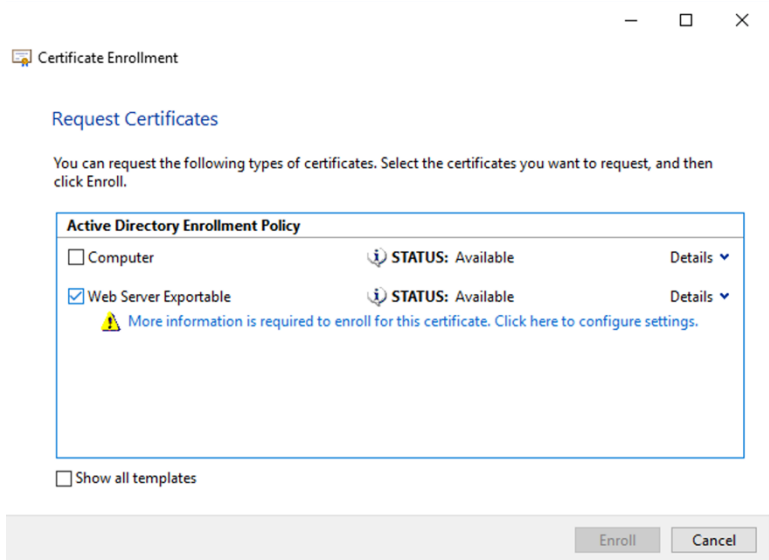 Certificate Enrollment
Request Certificates
You can request the following types of certificates. Select the certificates you want to request, and then
click Enroll.
Active Directory Enrollment Policy
Computer STATUS: Available Details
Web Server Exportable STATUS: Available Details
More information is required to enroll for this certificate. Click here to configure settings.
Show all templates
Enroll Cancel